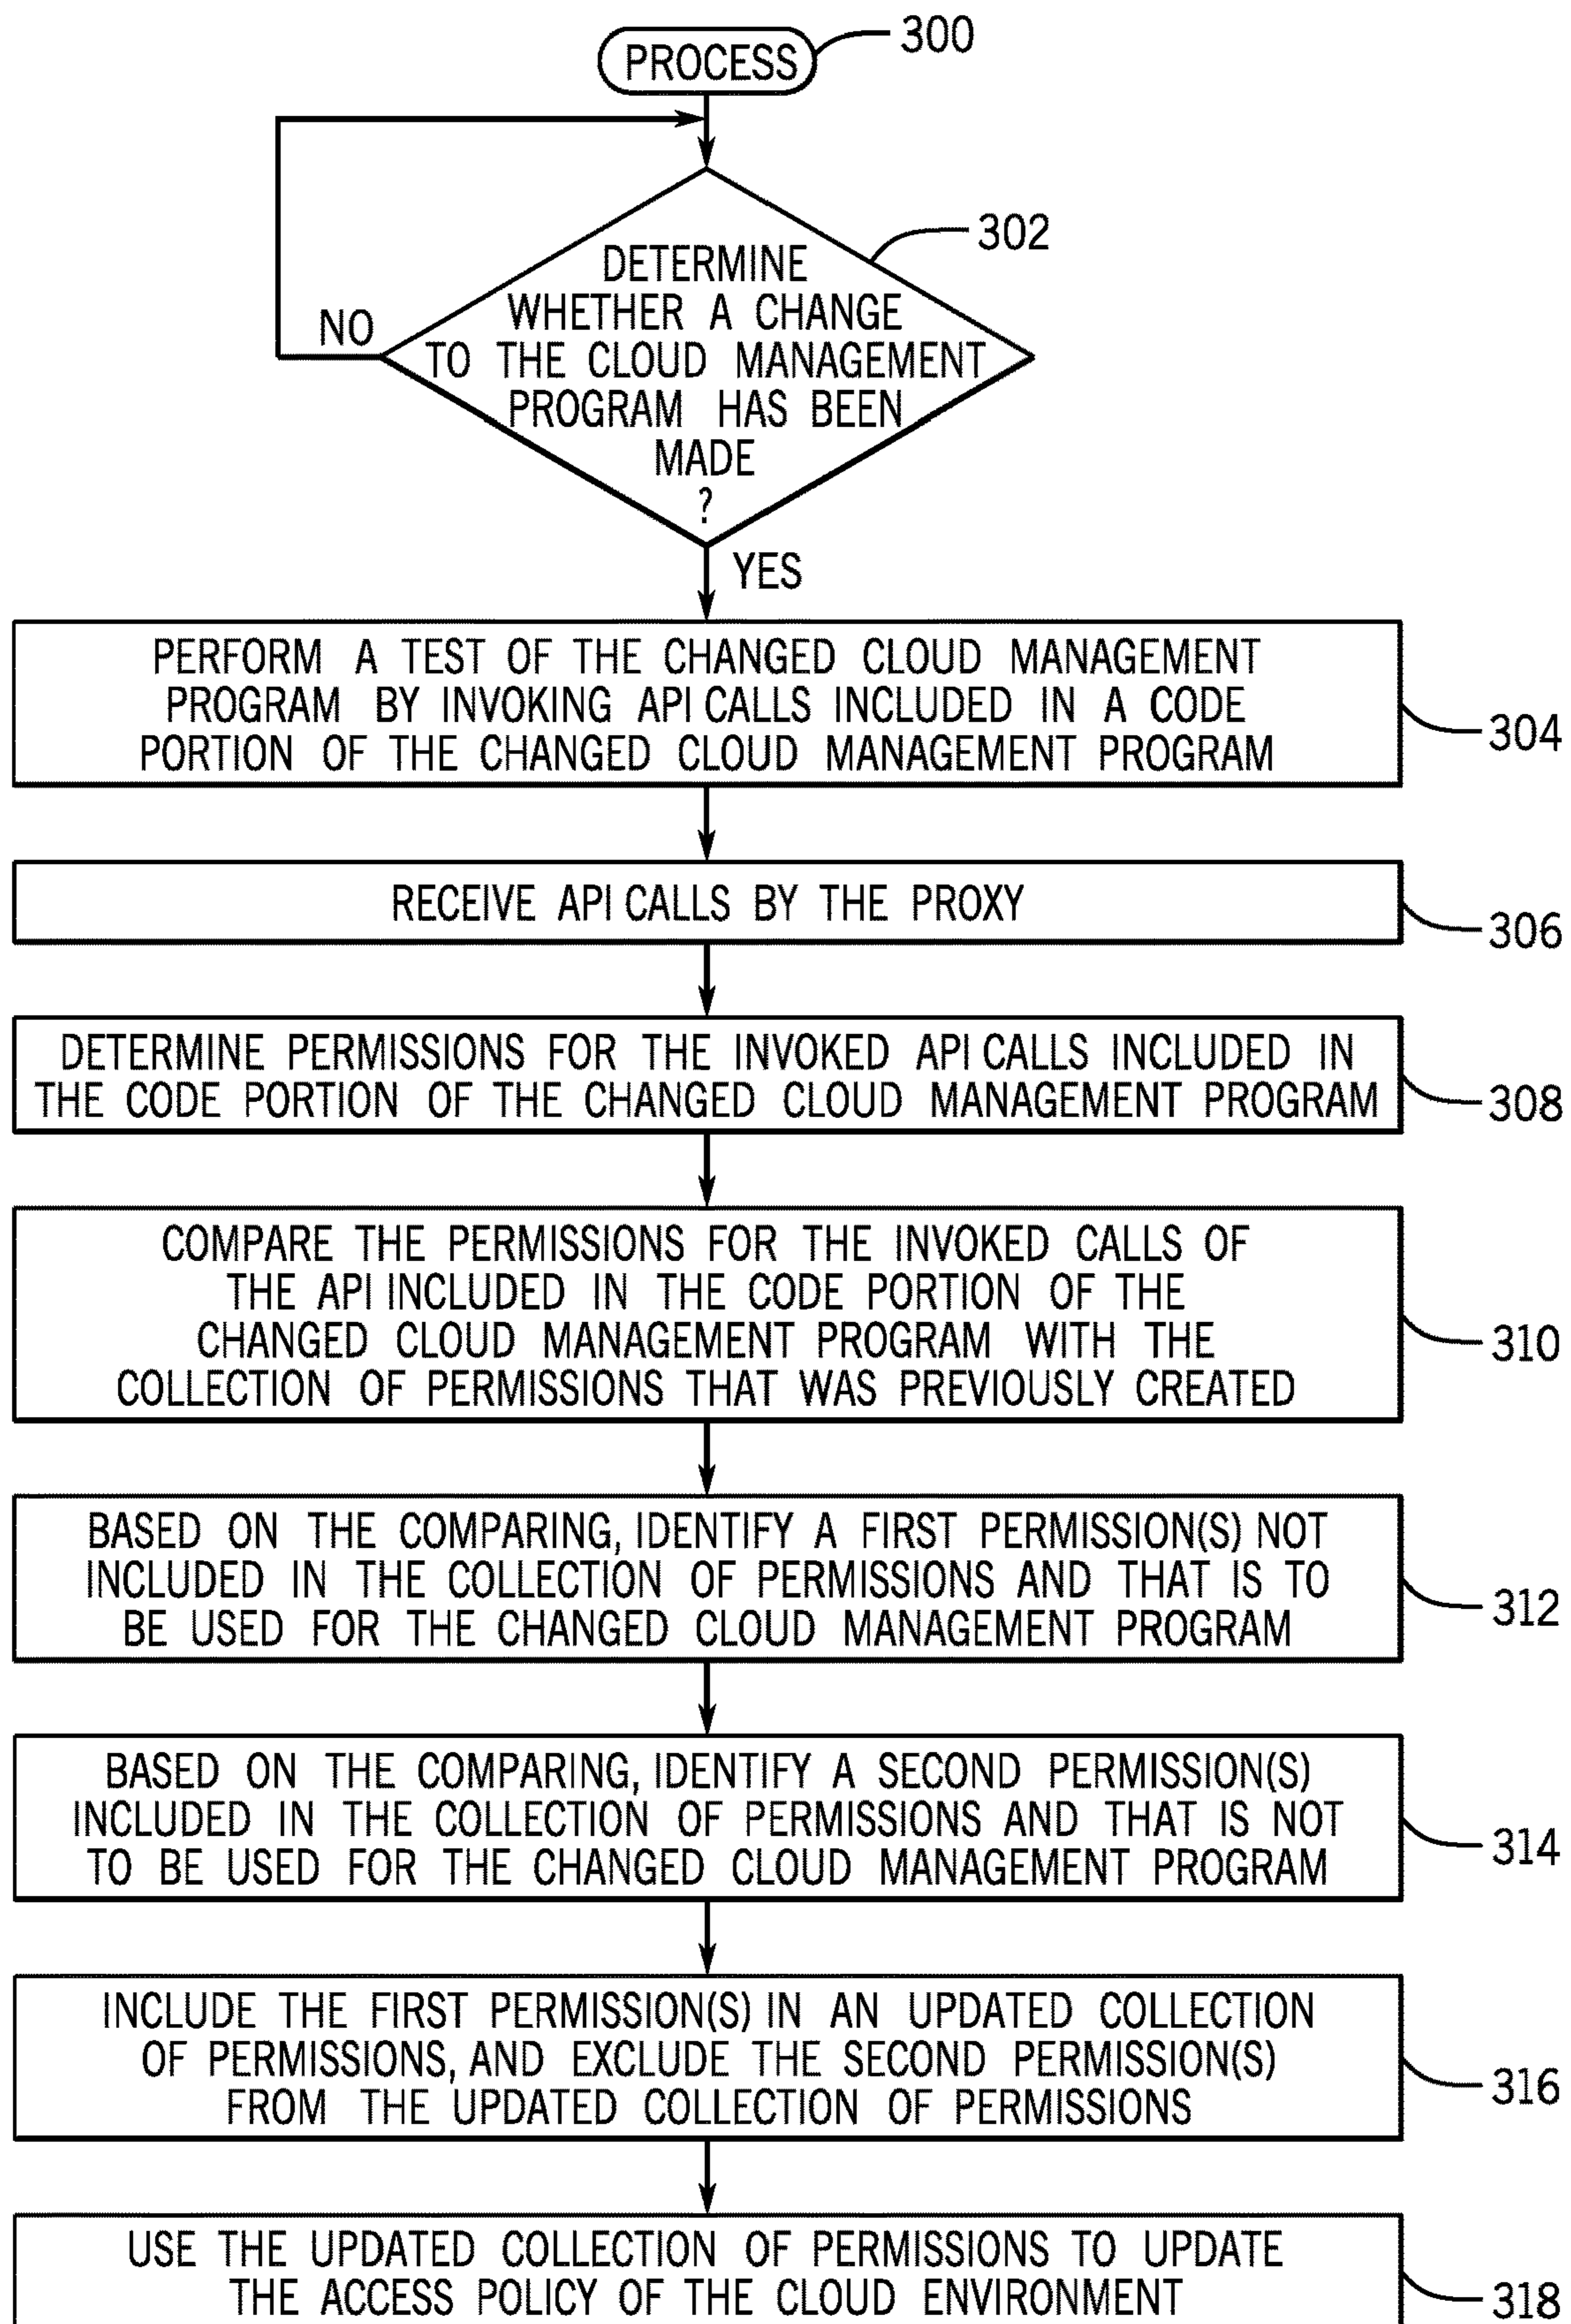 PROCESS
300
302
DETERMINE
WHETHER A CHANGE
TO THE CLOUD MANAGEMENT
PROGRAM HAS BEEN
MADE
?
NO
YES
PERFORM A TEST OF THE CHANGED CLOUD MANAGEMENT
PROGRAM BY INVOKING API CALLS INCLUDED IN A CODE
PORTION OF THE CHANGED CLOUD MANAGEMENT PROGRAM
304
RECEIVE API CALLS BY THE PROXY
306
DETERMINE PERMISSIONS FOR THE INVOKED API CALLS INCLUDED IN
THE CODE PORTION OF THE CHANGED CLOUD MANAGEMENT PROGRAM
308
COMPARE THE PERMISSIONS FOR THE INVOKED CALLS OF
THE API INCLUDED IN THE CODE PORTION OF THE
CHANGED CLOUD MANAGEMENT PROGRAM WITH THE
COLLECTION OF PERMISSIONS THAT WAS PREVIOUSLY CREATED
310
BASED ON THE COMPARING, IDENTIFY A FIRST PERMISSION(S) NOT
INCLUDED IN THE COLLECTION OF PERMISSIONS AND THAT IS TO
BE USED FOR THE CHANGED CLOUD MANAGEMENT PROGRAM
312
BASED ON THE COMPARING, IDENTIFY A SECOND PERMISSION(S)
INCLUDED IN THE COLLECTION OF PERMISSIONS AND THAT IS NOT
TO BE USED FOR THE CHANGED CLOUD MANAGEMENT PROGRAM
314
INCLUDE THE FIRST PERMISSION(S) IN AN UPDATED COLLECTION
OF PERMISSIONS, AND EXCLUDE THE SECOND PERMISSION(S)
FROM THE UPDATED COLLECTION OF PERMISSIONS
316
USE THE UPDATED COLLECTION OF PERMISSIONS TO UPDATE
THE ACCESS POLICY OF THE CLOUD ENVIRONMENT
318